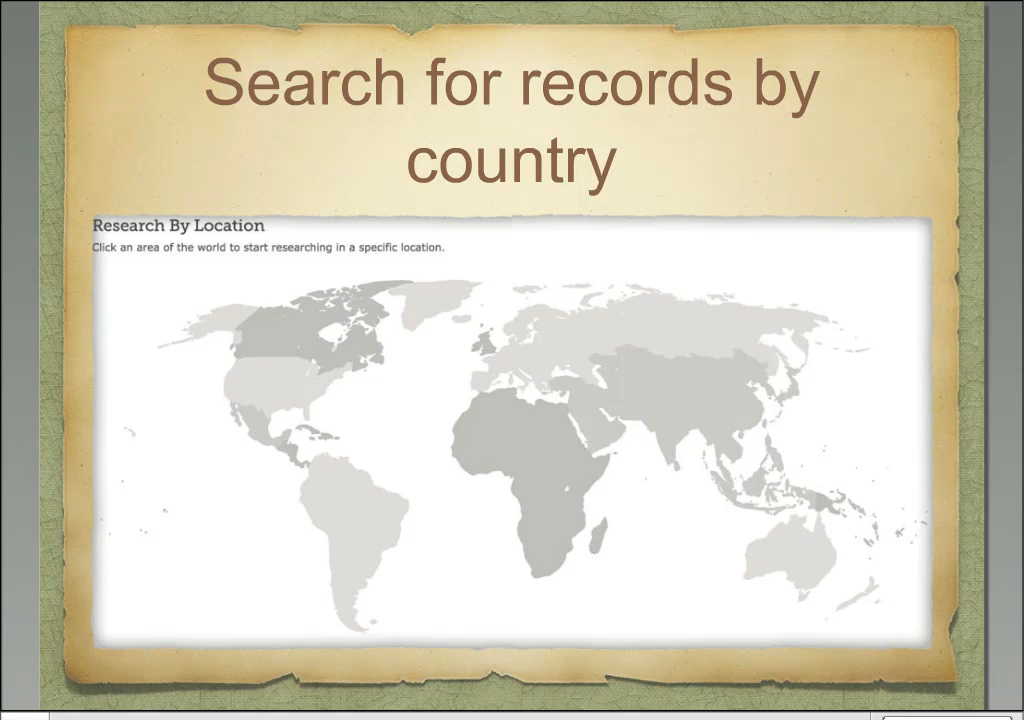 Search for records by
country
Research By Location
Click an area of the world to start researching in a specific location.